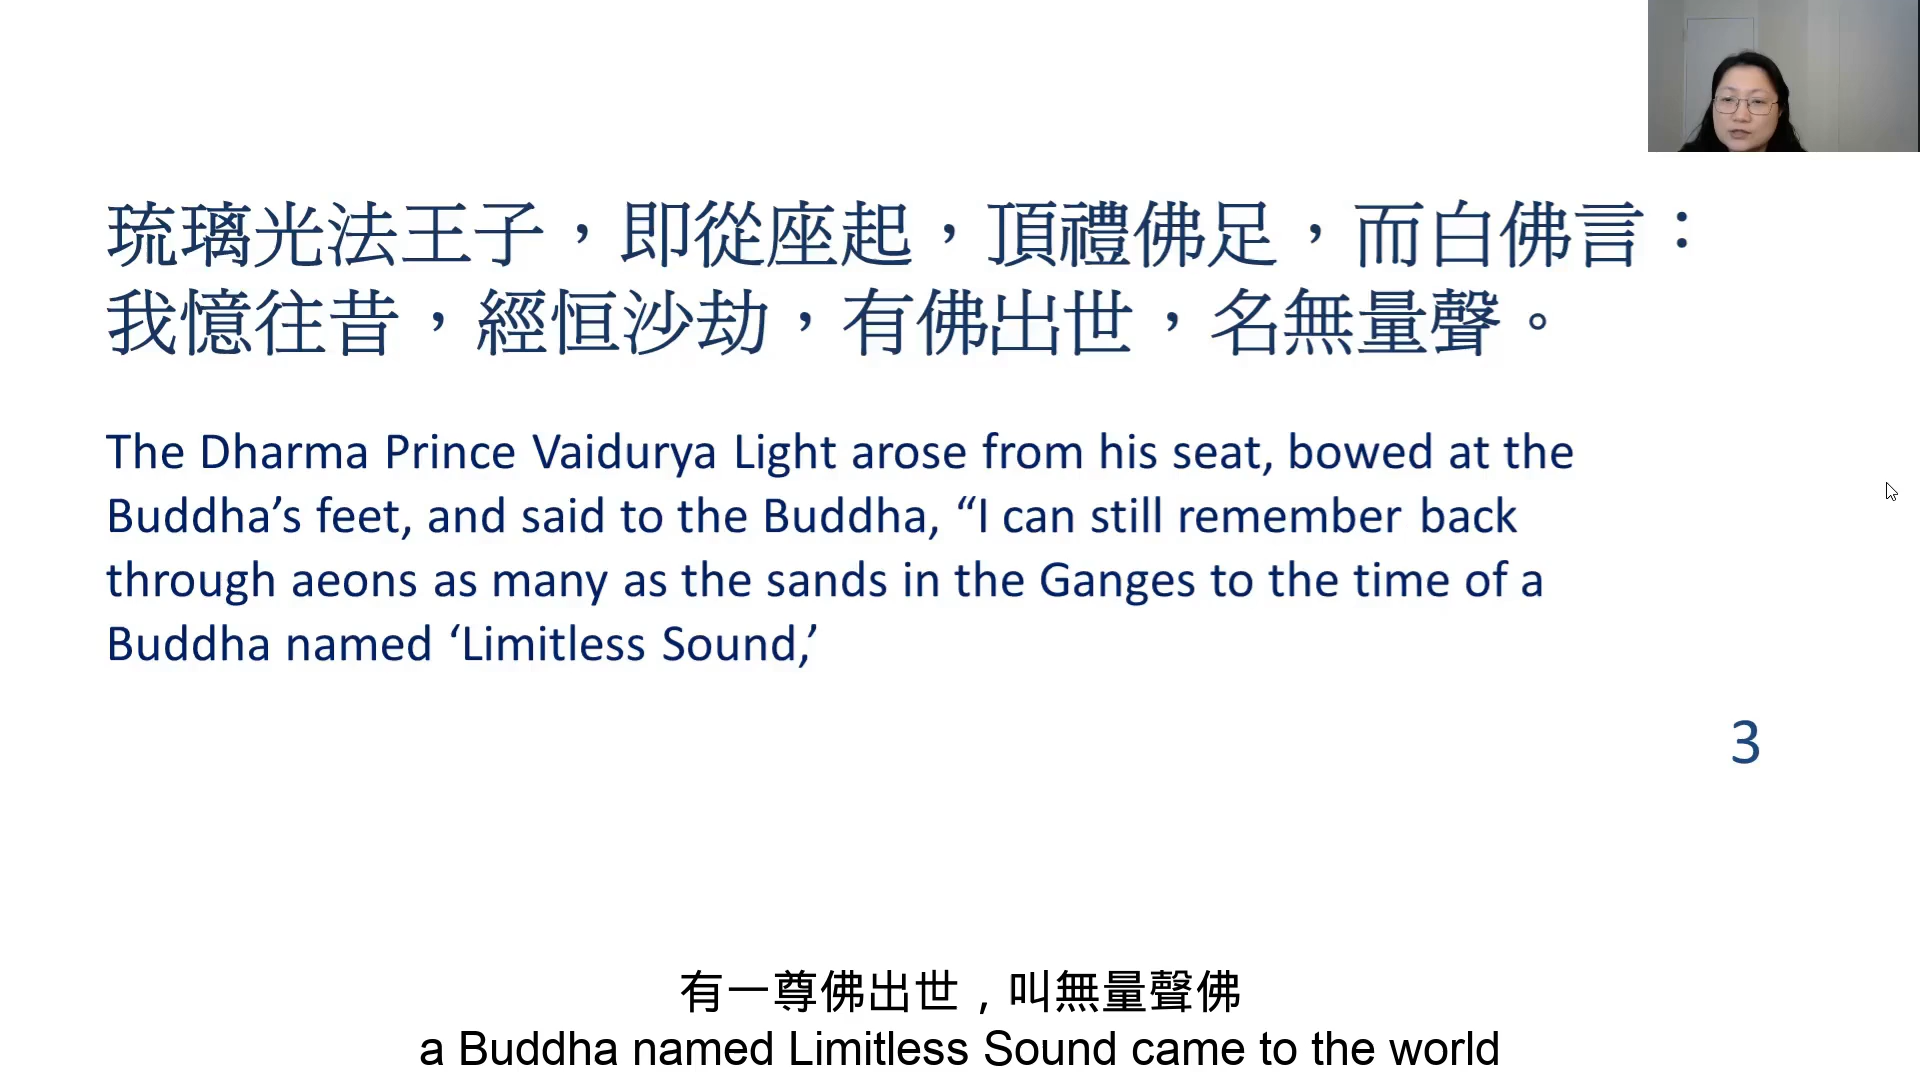 琉璃光法王子，即從座起，頂禮佛足，而白佛言：
我憶往昔，經恒沙劫，有佛出世，名無量聲。
The Dharma Prince Vaidurya Light arose from his seat, bowed at the
Buddha’s feet, and said to the Buddha, “I can still remember back
through aeons as many as the sands in the Ganges to the time of a
Buddha named ‘Limitless Sound,’
3
有一尊佛出世，叫無量聲佛
a Buddha named Limitless Sound came to the world